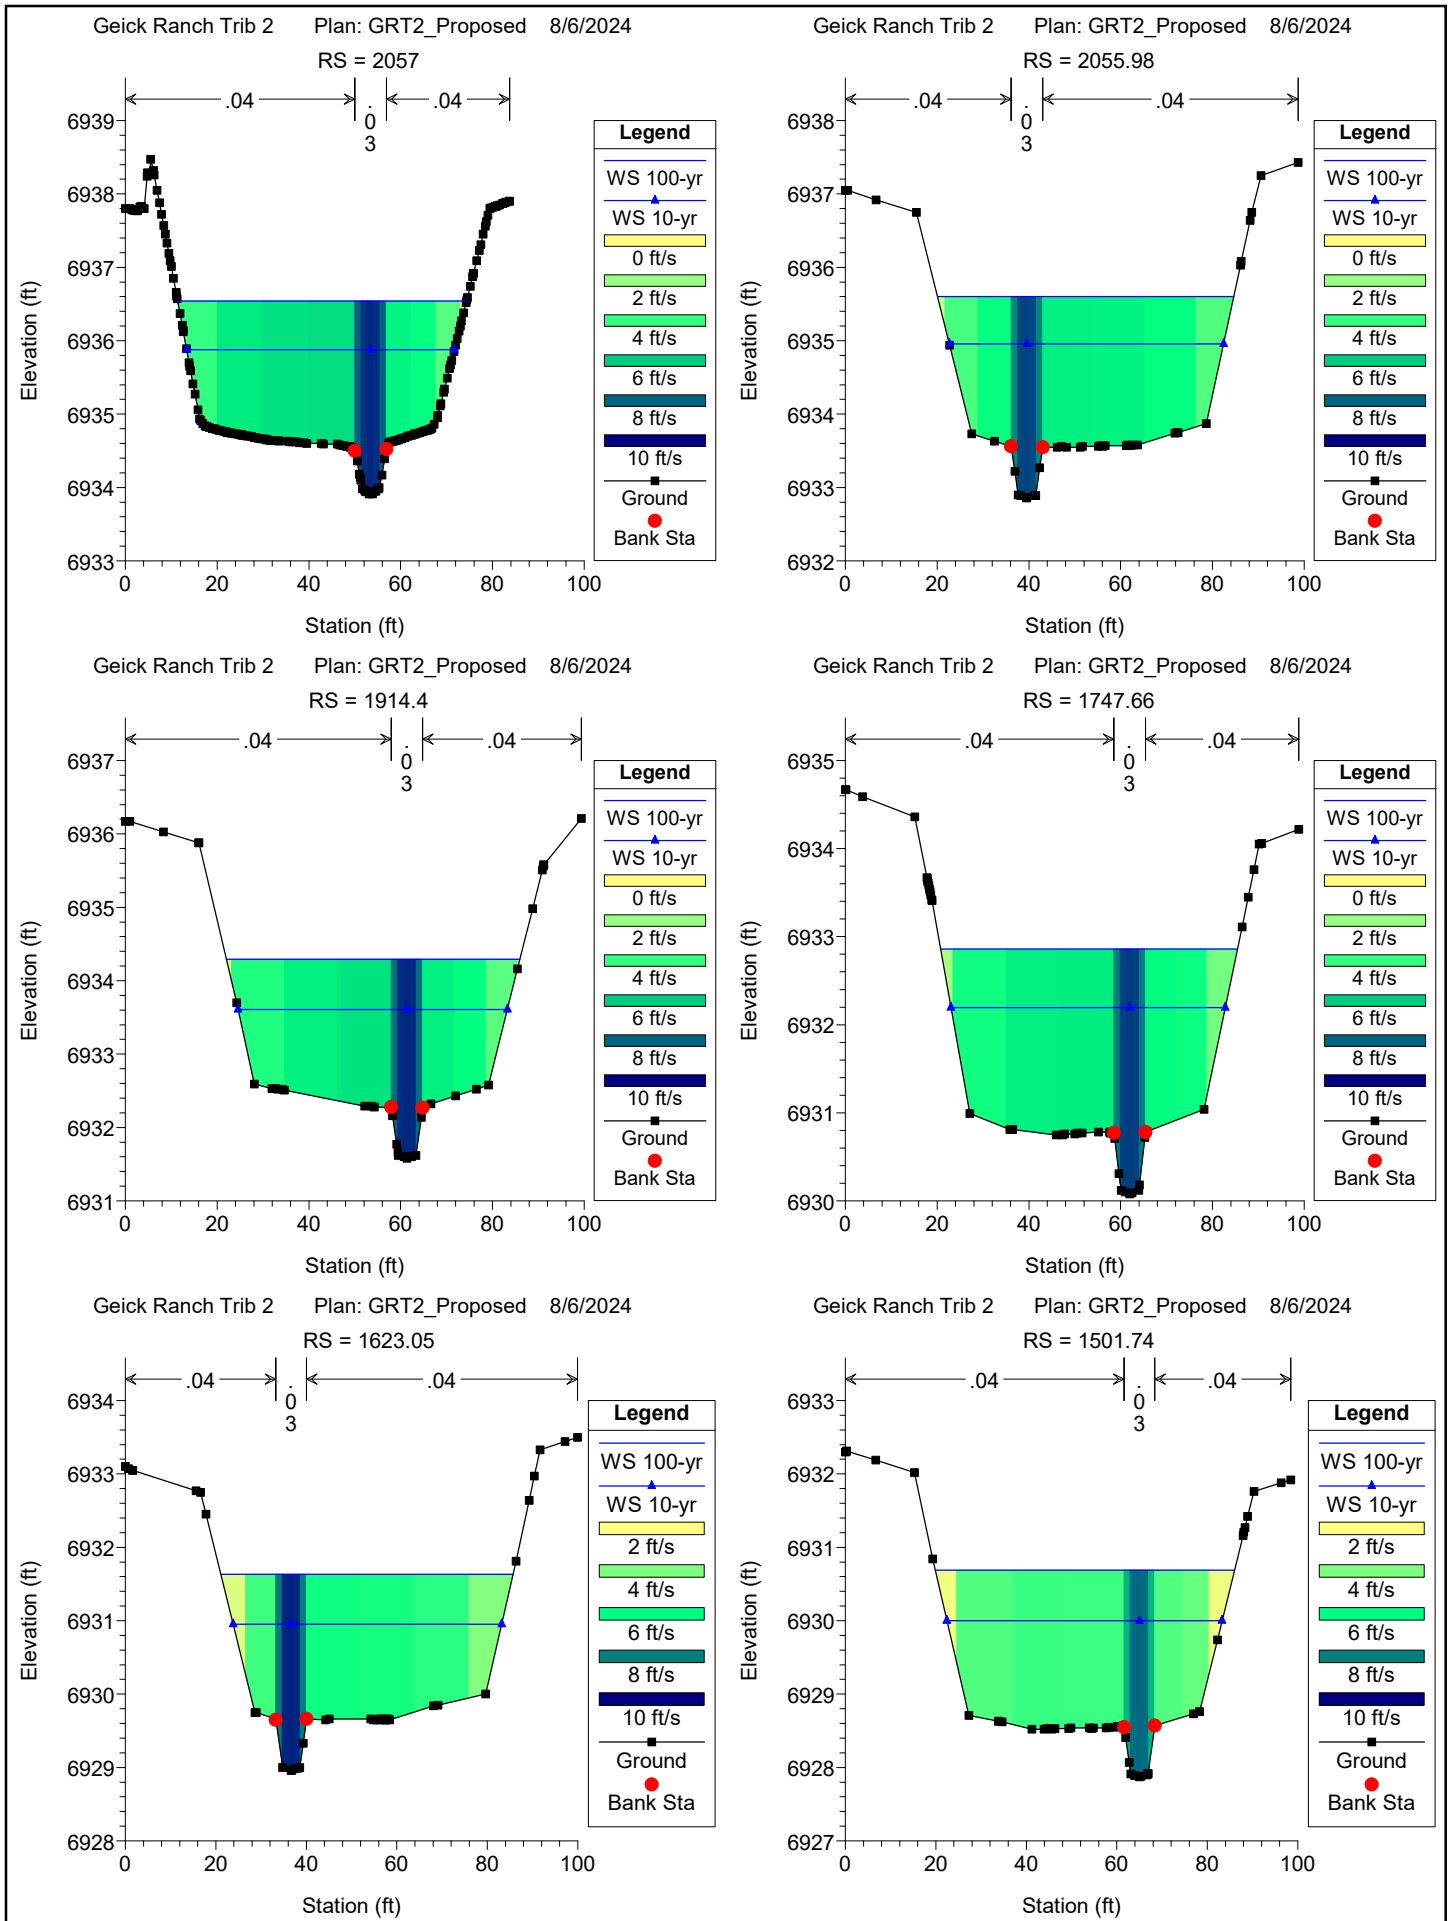 Geick Ranch Trib 2 Plan: GRT2_Proposed 8/6/2024
RS = 2057
.04 .03 .04
Elevation (ft)
6939
6938
6937
6936
6935
6934
6933
0 20 40 60 80 100
Station (ft)
Legend
WS 100-yr
WS 10-yr
0 ft/s
2 ft/s
4 ft/s
6 ft/s
8 ft/s
10 ft/s
Ground
Bank Sta
Geick Ranch Trib 2 Plan: GRT2_Proposed 8/6/2024
RS = 2055.98
.04 .03 .04
Elevation (ft)
6938
6937
6936
6935
6934
6933
6932
0 20 40 60 80 100
Station (ft)
Legend
WS 100-yr
WS 10-yr
0 ft/s
2 ft/s
4 ft/s
6 ft/s
8 ft/s
10 ft/s
Ground
Bank Sta
Geick Ranch Trib 2 Plan: GRT2_Proposed 8/6/2024
RS = 1914.4
.04 .03 .04
Elevation (ft)
6937
6936
6935
6934
6933
6932
6931
0 20 40 60 80 100
Station (ft)
Legend
WS 100-yr
WS 10-yr
0 ft/s
2 ft/s
4 ft/s
6 ft/s
8 ft/s
10 ft/s
Ground
Bank Sta
Geick Ranch Trib 2 Plan: GRT2_Proposed 8/6/2024
RS = 1747.66
.04 .03 .04
Elevation (ft)
6935
6934
6933
6932
6931
6930
0 20 40 60 80 100
Station (ft)
Legend
WS 100-yr
WS 10-yr
0 ft/s
2 ft/s
4 ft/s
6 ft/s
8 ft/s
10 ft/s
Ground
Bank Sta
Geick Ranch Trib 2 Plan: GRT2_Proposed 8/6/2024
RS = 1623.05
.04 .03 .04
Elevation (ft)
6934
6933
6932
6931
6930
6929
6928
0 20 40 60 80 100
Station (ft)
Legend
WS 100-yr
WS 10-yr
2 ft/s
4 ft/s
6 ft/s
8 ft/s
10 ft/s
Ground
Bank Sta
Geick Ranch Trib 2 Plan: GRT2_Proposed 8/6/2024
RS = 1501.74
.04 .03 .04
Elevation (ft)
6933
6932
6931
6930
6929
6928
6927
0 20 40 60 80 100
Station (ft)
Legend
WS 100-yr
WS 10-yr
2 ft/s
4 ft/s
6 ft/s
8 ft/s
10 ft/s
Ground
Bank Sta